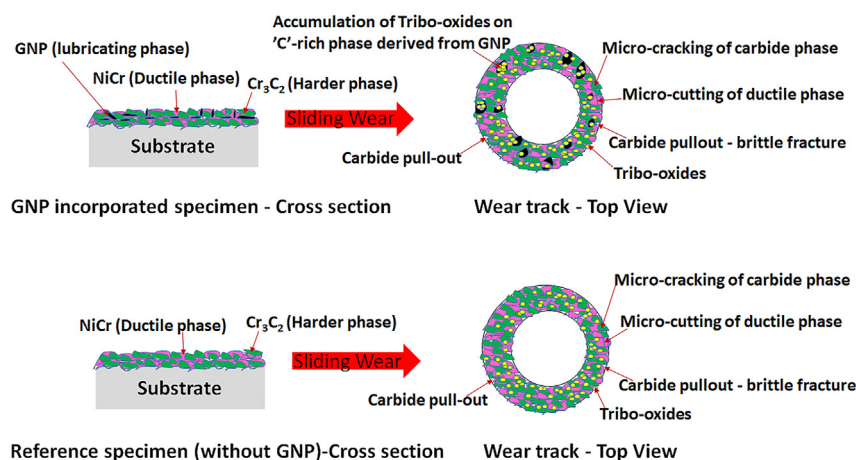 Accumulation of Tribo-oxides on
'C'-rich phase derived from GNP
GNP (lubricating phase)
NiCr (Ductile phase)
Cr₃C₂ (Harder phase)
Substrate
Sliding Wear
Micro-cracking of carbide phase
Micro-cutting of ductile phase
Carbide pullout - brittle fracture
Tribo-oxides
Carbide pull-out
GNP incorporated specimen - Cross section
Wear track - Top View
NiCr (Ductile phase)
Cr₃C₂ (Harder phase)
Substrate
Sliding Wear
Micro-cracking of carbide phase
Micro-cutting of ductile phase
Carbide pullout - brittle fracture
Tribo-oxides
Carbide pull-out
Reference specimen (without GNP)-Cross section
Wear track - Top View